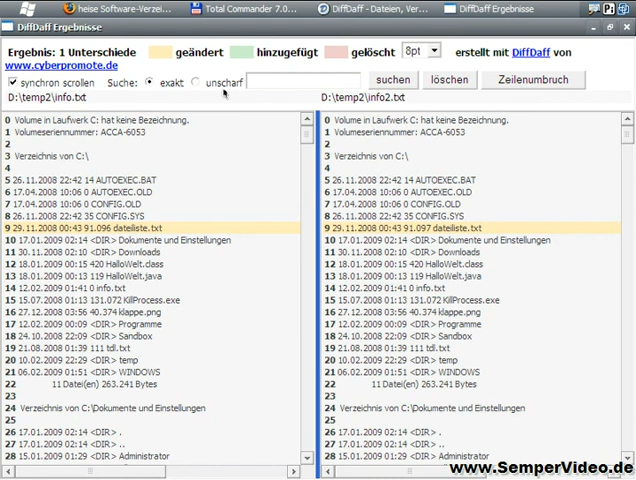 heise Software-Verzei... Total Commander 7.0... DiffDaff - Dateien, Ver... DiffDaff Ergebnisse
DiffDaff Ergebnisse
Ergebnis: 1 Unterschiede geändert hinzugefügt gelöscht 8pt erstellt mit DiffDaff von
www.cyberpromote.de
synchron scrollen Suche: exakt unscharf suchen löschen Zeilenumbruch
D:\temp2\info.txt
0 Volume in Laufwerk C: hat keine Bezeichnung.
1 Volumeseriennummer: ACCA-6053
2
3 Verzeichnis von C:\
4
5 26.11.2008 22:42 14 AUTOEXEC.BAT
6 17.04.2008 10:06 0 AUTOEXEC.OLD
7 17.04.2008 10:06 0 CONFIG.OLD
8 26.11.2008 22:42 35 CONFIG.SYS
9 29.11.2008 00:43 91.096 dateiliste.txt
10 17.01.2009 02:14 <DIR> Dokumente und Einstellungen
11 30.11.2008 02:10 <DIR> Downloads
12 18.01.2009 00:15 420 HalloWelt.class
13 18.01.2009 00:13 119 HalloWelt.java
14 12.02.2009 01:41 0 info.txt
15 15.07.2008 01:13 131.072 KillProcess.exe
16 27.12.2008 03:56 40.374 klappe.png
17 12.02.2009 00:09 <DIR> Programme
18 24.10.2008 22:09 <DIR> Sandbox
19 21.08.2008 01:39 111 tdl.txt
20 10.02.2009 22:29 <DIR> temp
21 06.02.2009 01:51 <DIR> WINDOWS
22 11 Datei(en) 263.241 Bytes
23
24 Verzeichnis von C:\Dokumente und Einstellungen
25
26 17.01.2009 02:14 <DIR> .
27 17.01.2009 02:14 <DIR> ..
28 15.01.2009 01:29 <DIR> Administrator
D:\temp2\info2.txt
0 Volume in Laufwerk C: hat keine Bezeichnung.
1 Volumeseriennummer: ACCA-6053
2
3 Verzeichnis von C:\
4
5 26.11.2008 22:42 14 AUTOEXEC.BAT
6 17.04.2008 10:06 0 AUTOEXEC.OLD
7 17.04.2008 10:06 0 CONFIG.OLD
8 26.11.2008 22:42 35 CONFIG.SYS
9 29.11.2008 00:43 91.097 dateiliste.txt
10 17.01.2009 02:14 <DIR> Dokumente und Einstellungen
11 30.11.2008 02:10 <DIR> Downloads
12 18.01.2009 00:15 420 HalloWelt.class
13 18.01.2009 00:13 119 HalloWelt.java
14 12.02.2009 01:41 0 info.txt
15 15.07.2008 01:13 131.072 KillProcess.exe
16 27.12.2008 03:56 40.374 klappe.png
17 12.02.2009 00:09 <DIR> Programme
18 24.10.2008 22:09 <DIR> Sandbox
19 21.08.2008 01:39 111 tdl.txt
20 10.02.2009 22:29 <DIR> temp
21 06.02.2009 01:51 <DIR> WINDOWS
22 11 Datei(en) 263.241 Bytes
23
24 Verzeichnis von C:\Dokumente und Einstellungen
25
26 17.01.2009 02:14 <DIR> .
27 17.01.2009 02:14 <DIR> ..
28 15.01.2009 01:29 <DIR> Administrator
www.SemperVideo.de